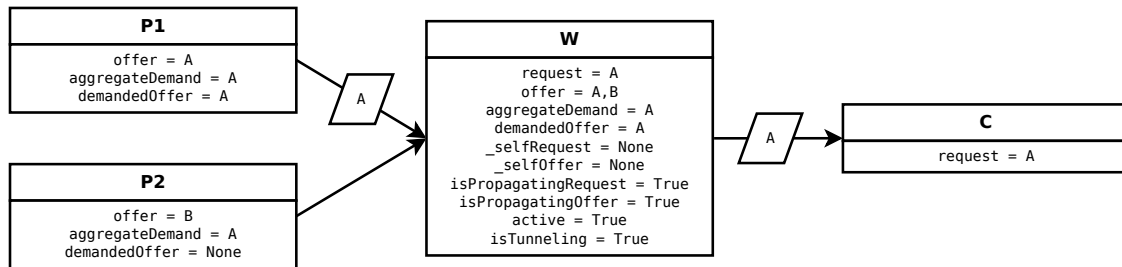 P1
offer = A
aggregateDemand = A
demandedOffer = A
A
P2
offer = B
aggregateDemand = A
demandedOffer = None
W
request = A
offer = A,B
aggregateDemand = A
demandedOffer = A
_selfRequest = None
_selfOffer = None
isPropagatingRequest = True
isPropagatingOffer = True
active = True
isTunneling = True
A
C
request = A